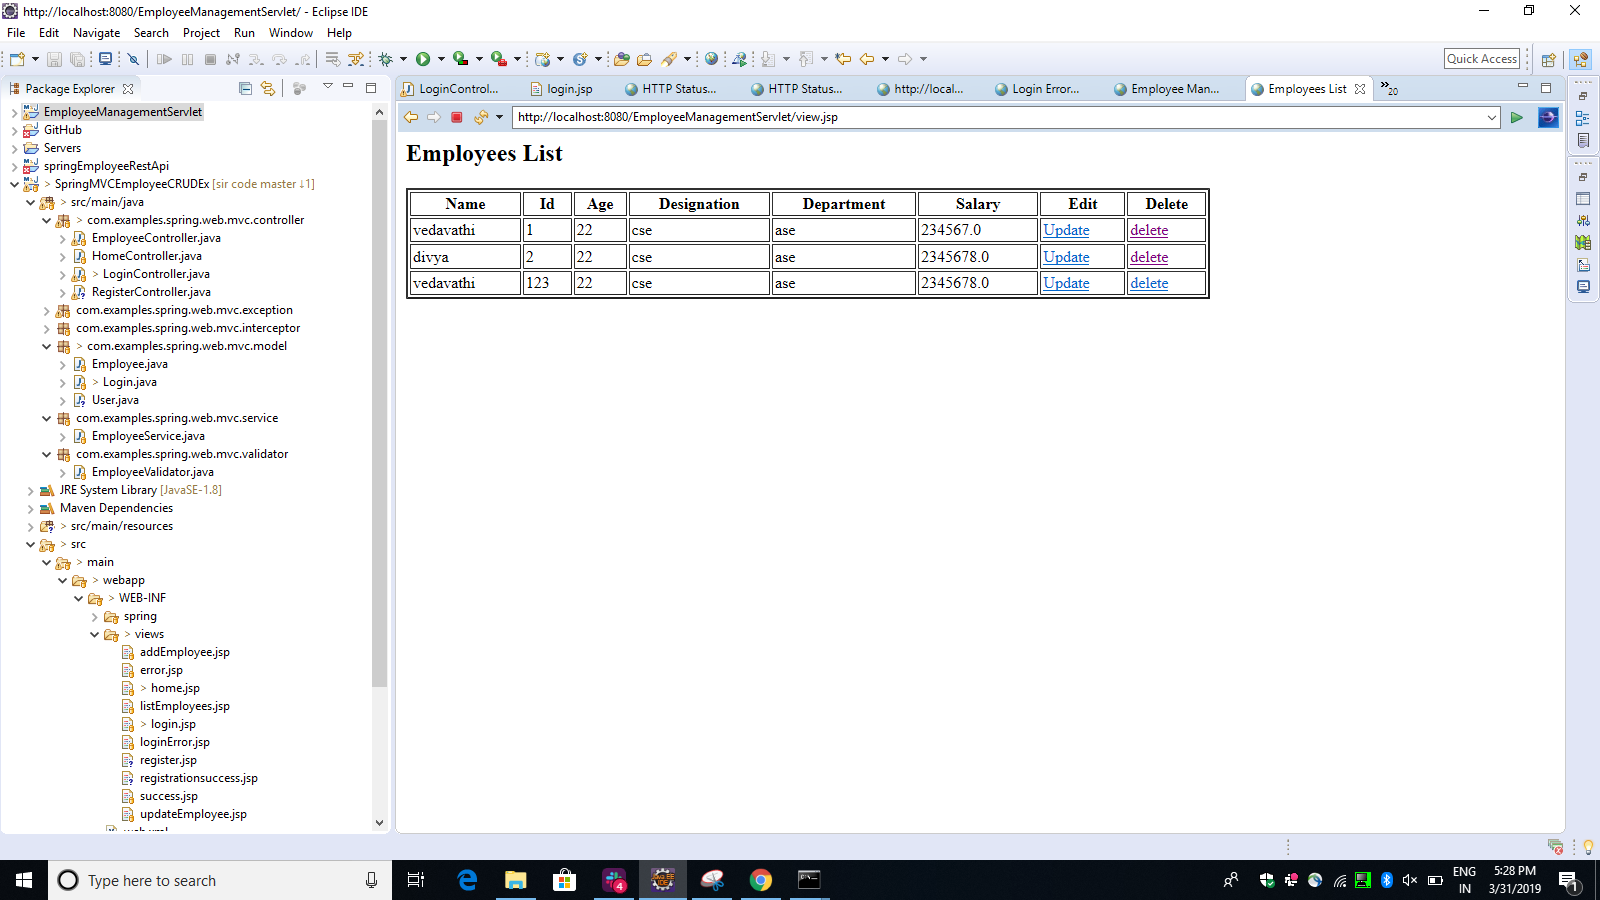 http://localhost:8080/EmployeeManagementServlet/ - Eclipse IDE
File Edit Navigate Search Project Run Window Help
Quick Access
Package Explorer
LoginControl... login.jsp HTTP Status... HTTP Status... http://local... Login Error... Employee Man... Employees List »20
http://localhost:8080/EmployeeManagementServlet/view.jsp
EmployeeManagementServlet
GitHub
Servers
springEmployeeRestApi
> SpringMVCEmployeeCRUDEx [sir code master ↓1]
> src/main/java
> com.examples.spring.web.mvc.controller
EmployeeController.java
HomeController.java
> LoginController.java
RegisterController.java
com.examples.spring.web.mvc.exception
com.examples.spring.web.mvc.interceptor
> com.examples.spring.web.mvc.model
Employee.java
> Login.java
User.java
com.examples.spring.web.mvc.service
EmployeeService.java
com.examples.spring.web.mvc.validator
EmployeeValidator.java
JRE System Library [JavaSE-1.8]
Maven Dependencies
> src/main/resources
> src
> main
> webapp
> WEB-INF
spring
> views
addEmployee.jsp
error.jsp
> home.jsp
listEmployees.jsp
> login.jsp
loginError.jsp
register.jsp
registrationsuccess.jsp
success.jsp
updateEmployee.jsp
web.xml
Employees List
Name Id Age Designation Department Salary Edit Delete
vedavathi 1 22 cse ase 234567.0 Update delete
divya 2 22 cse ase 2345678.0 Update delete
vedavathi 123 22 cse ase 2345678.0 Update delete
Type here to search
4
ENG
IN
5:28 PM
3/31/2019
1